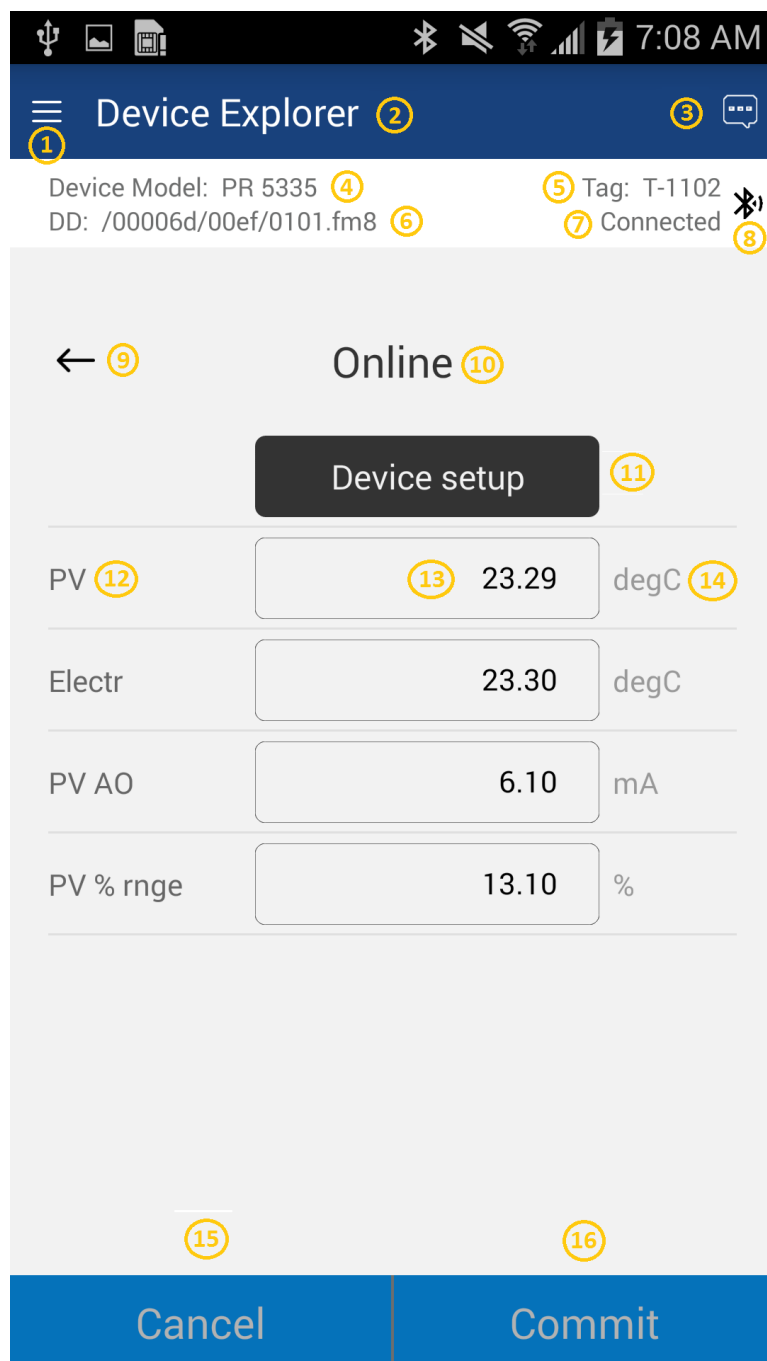 7:08 AM
1 Device Explorer 2 3
Device Model: PR 5335 4 5 Tag: T-1102
DD: /00006d/00ef/0101.fm8 6 7 Connected 8
9 Online 10
Device setup 11
PV 12 13 23.29 degC 14
Electr 23.30 degC
PV AO 6.10 mA
PV % rnge 13.10 %
15 16
Cancel Commit